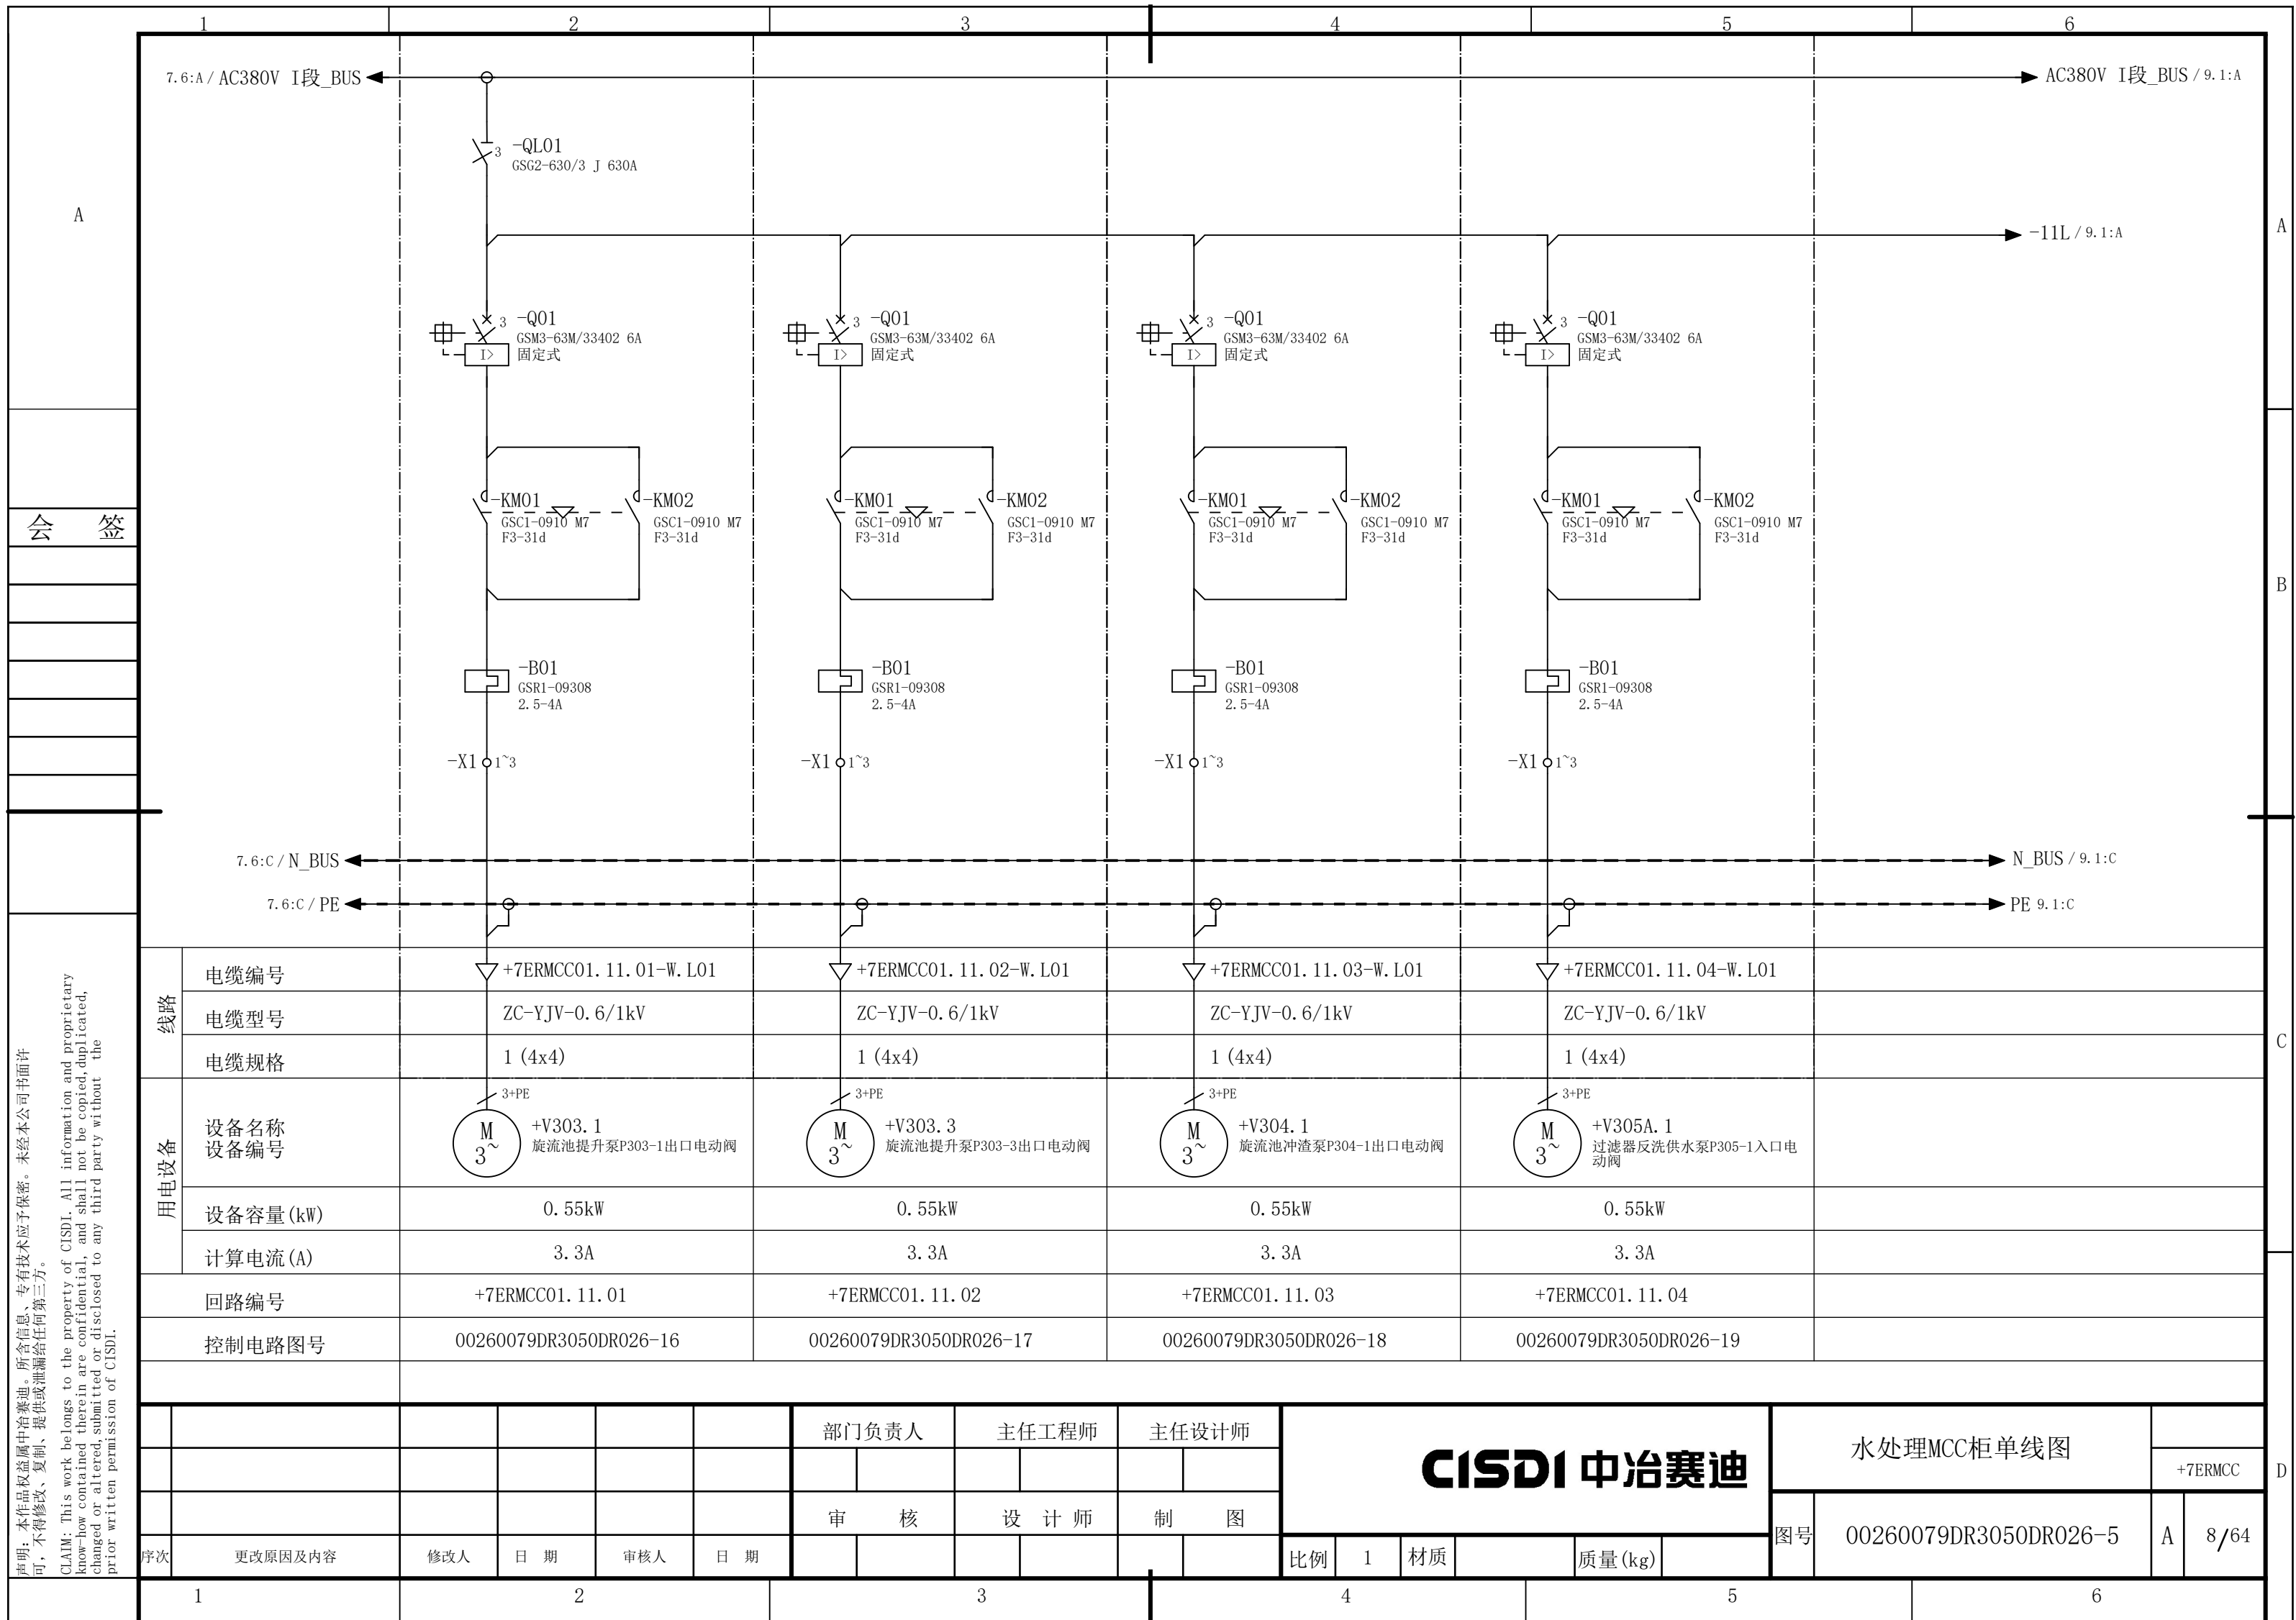 1 2 3 4 5 6
7.6:A / AC380V I段_BUS
AC380V I段_BUS / 9.1:A
3 -QL01
GSG2-630/3 J 630A
A
A
-11L / 9.1:A
3 -Q01
GSM3-63M/33402 6A
固定式
I>
3 -Q01
GSM3-63M/33402 6A
固定式
I>
3 -Q01
GSM3-63M/33402 6A
固定式
I>
3 -Q01
GSM3-63M/33402 6A
固定式
I>
-KM01
GSC1-0910 M7
F3-31d
-KM02
GSC1-0910 M7
F3-31d
-KM01
GSC1-0910 M7
F3-31d
-KM02
GSC1-0910 M7
F3-31d
-KM01
GSC1-0910 M7
F3-31d
-KM02
GSC1-0910 M7
F3-31d
-KM01
GSC1-0910 M7
F3-31d
-KM02
GSC1-0910 M7
F3-31d
会 签
B
-B01
GSR1-09308
2.5-4A
-B01
GSR1-09308
2.5-4A
-B01
GSR1-09308
2.5-4A
-B01
GSR1-09308
2.5-4A
-X1 1~3
-X1 1~3
-X1 1~3
-X1 1~3
7.6:C / N_BUS
N_BUS / 9.1:C
7.6:C / PE
PE 9.1:C
线路
电缆编号 +7ERMCC01.11.01-W.L01 +7ERMCC01.11.02-W.L01 +7ERMCC01.11.03-W.L01 +7ERMCC01.11.04-W.L01
电缆型号 ZC-YJV-0.6/1kV ZC-YJV-0.6/1kV ZC-YJV-0.6/1kV ZC-YJV-0.6/1kV
电缆规格 1 (4x4) 1 (4x4) 1 (4x4) 1 (4x4)
C
用电设备
设备名称
设备编号
3+PE
M
3~
+V303.1
旋流池提升泵P303-1出口电动阀
3+PE
M
3~
+V303.3
旋流池提升泵P303-3出口电动阀
3+PE
M
3~
+V304.1
旋流池冲渣泵P304-1出口电动阀
3+PE
M
3~
+V305A.1
过滤器反洗供水泵P305-1入口电
动阀
设备容量(kW) 0.55kW 0.55kW 0.55kW 0.55kW
计算电流(A) 3.3A 3.3A 3.3A 3.3A
回路编号 +7ERMCC01.11.01 +7ERMCC01.11.02 +7ERMCC01.11.03 +7ERMCC01.11.04
控制电路图号 00260079DR3050DR026-16 00260079DR3050DR026-17 00260079DR3050DR026-18 00260079DR3050DR026-19
声明: 本作品权益属中冶赛迪。所含信息、专有技术应予保密。未经本公司书面许
可, 不得修改、复制、提供或泄漏给任何第三方。
CLAIM: This work belongs to the property of CISDI. All information and proprietary
know-how contained therein are confidential, and shall not be copied,duplicated,
changed or altered,submitted or disclosed to any third party without the
prior written permission of CISDI.
部门负责人 主任工程师 主任设计师
审 核 设 计 师 制 图
序次 更改原因及内容 修改人 日 期 审核人 日 期
CISDI 中冶赛迪
比例 1 材质 质量(kg)
水处理MCC柜单线图
+7ERMCC
图号 00260079DR3050DR026-5 A 8/64
D
1 2 3 4 5 6